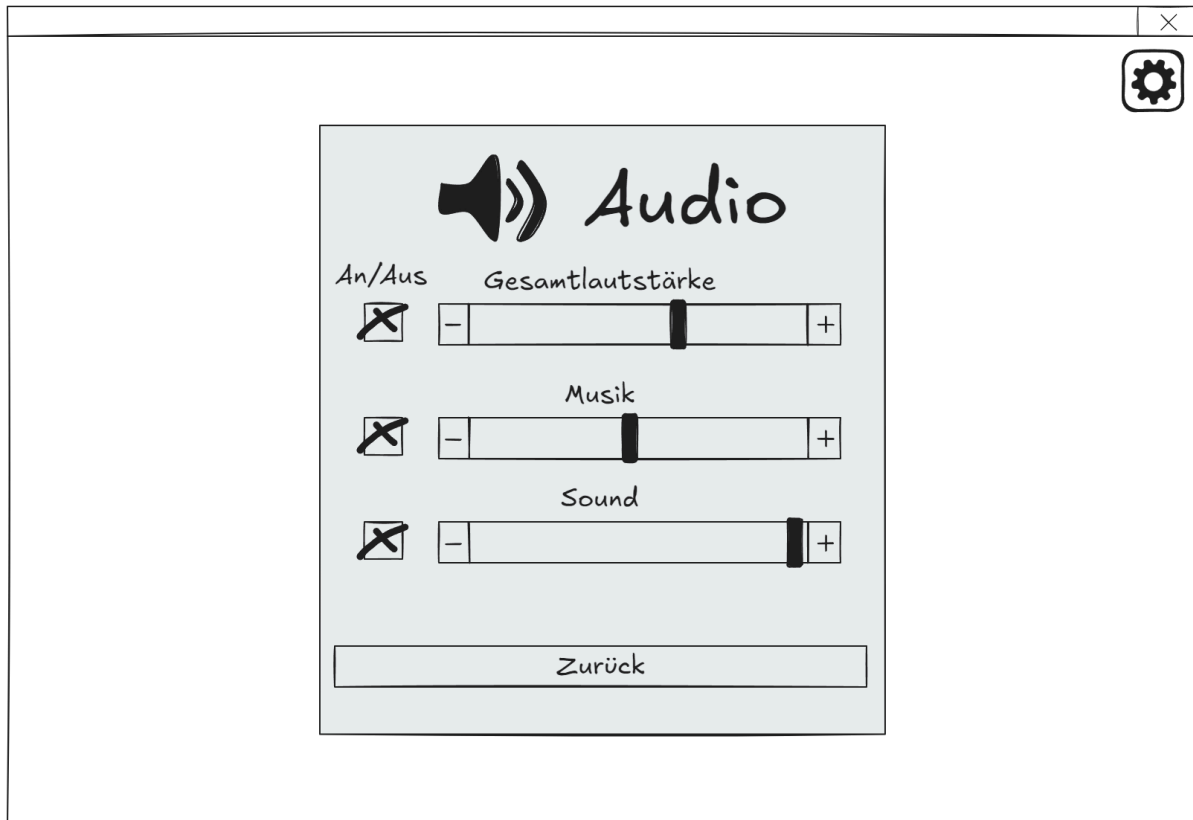 Audio
An/Aus
Gesamtlautstärke
- +
Musik
- +
Sound
- +
Zurück